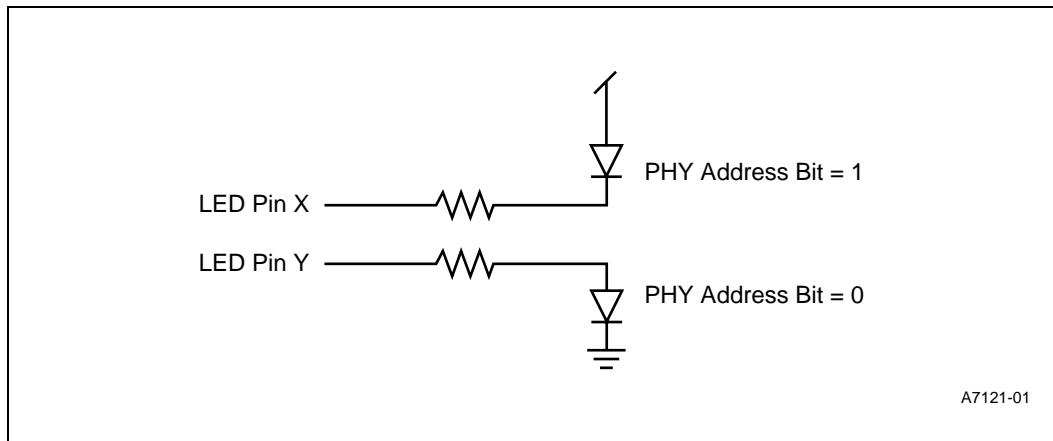 PHY Address Bit = 1
LED Pin X
LED Pin Y
PHY Address Bit = 0
A7121-01